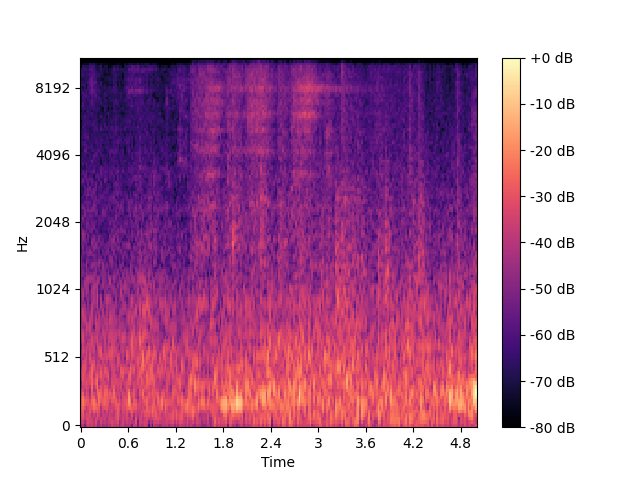 +0 dB
8192
-10 dB
4096
-20 dB
-30 dB
2048
Hz
-40 dB
1024
-50 dB
-60 dB
512
-70 dB
0
-80 dB
0 0.6 1.2 1.8 2.4 3 3.6 4.2 4.8
Time